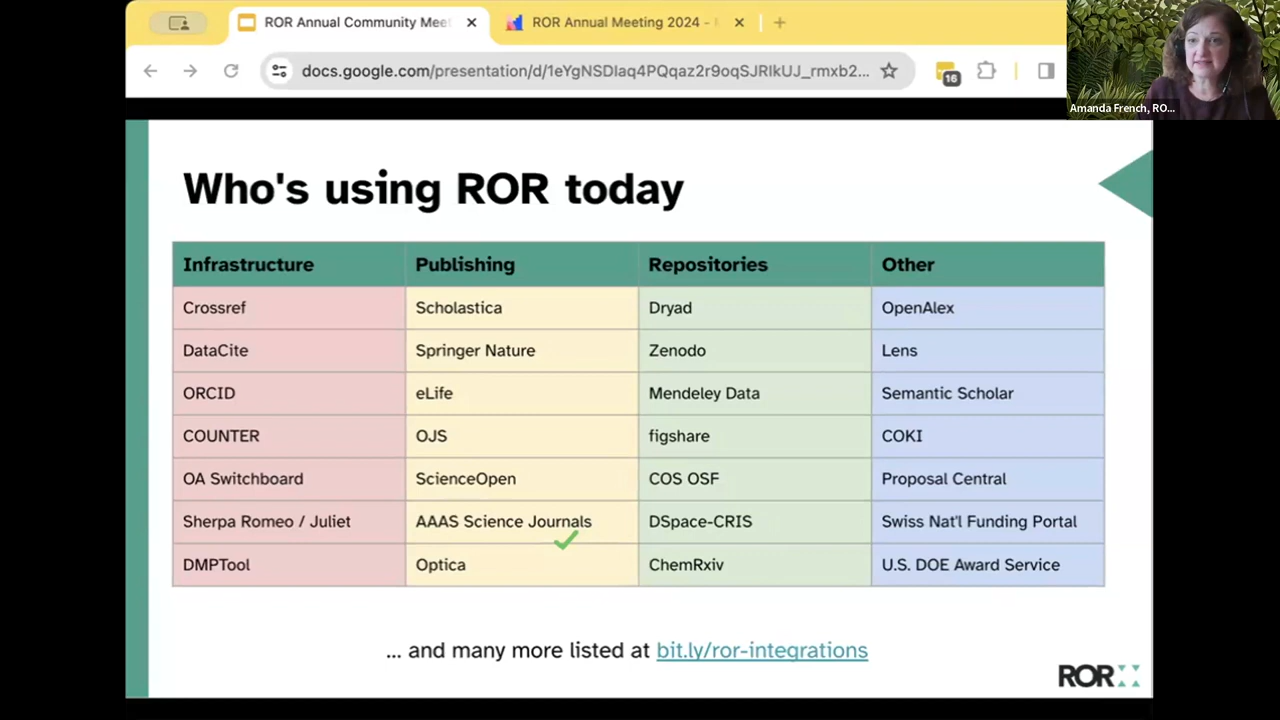 ROR Annual Community Mee
ROR Annual Meeting 2024 -
docs.google.com/presentation/d/1eYgNSDIaq4PQqaz2r9oqSJRIkUJ_rmxb2...
16
Amanda French, RO...
Who's using ROR today
Infrastructure Publishing Repositories Other
Crossref Scholastica Dryad OpenAlex
DataCite Springer Nature Zenodo Lens
ORCID eLife Mendeley Data Semantic Scholar
COUNTER OJS figshare COKI
OA Switchboard ScienceOpen COS OSF Proposal Central
Sherpa Romeo / Juliet AAAS Science Journals DSpace-CRIS Swiss Nat'l Funding Portal
DMPTool Optica ChemRxiv U.S. DOE Award Service
... and many more listed at bit.ly/ror-integrations
ROR